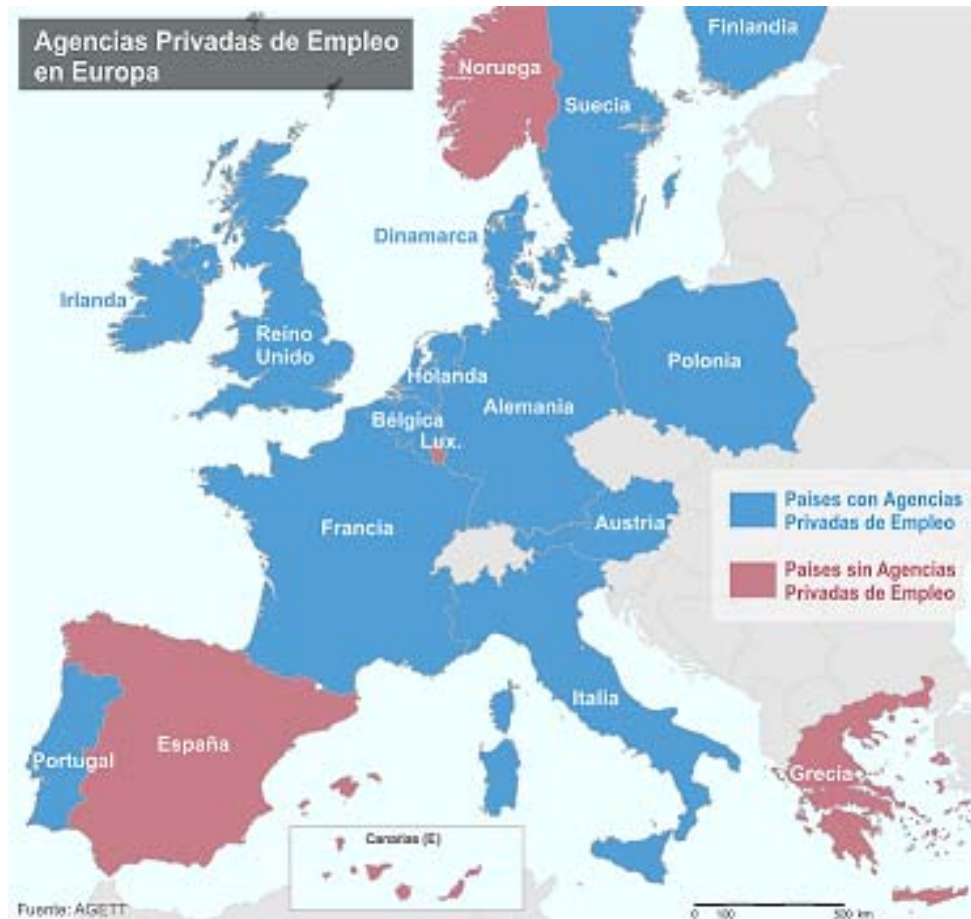 Agencias Privadas de Empleo
en Europa
Finlandia
Noruega
Suecia
Dinamarca
Irlanda
Reino
Unido
Holanda
Polonia
Bélgica
Alemania
Lux.
Francia
Austria
Paises con Agencias
Privadas de Empleo
Paises sin Agencias
Privadas de Empleo
Italia
España
Portugal
Grecia
Canarias (E)
Fuente: AGETT
0 100 500 km